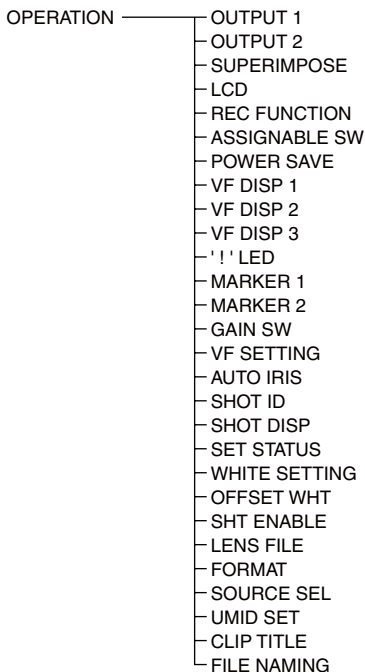 OPERATION
OUTPUT 1
OUTPUT 2
SUPERIMPOSE
LCD
REC FUNCTION
ASSIGNABLE SW
POWER SAVE
VF DISP 1
VF DISP 2
VF DISP 3
' ! ' LED
MARKER 1
MARKER 2
GAIN SW
VF SETTING
AUTO IRIS
SHOT ID
SHOT DISP
SET STATUS
WHITE SETTING
OFFSET WHT
SHT ENABLE
LENS FILE
FORMAT
SOURCE SEL
UMID SET
CLIP TITLE
FILE NAMING